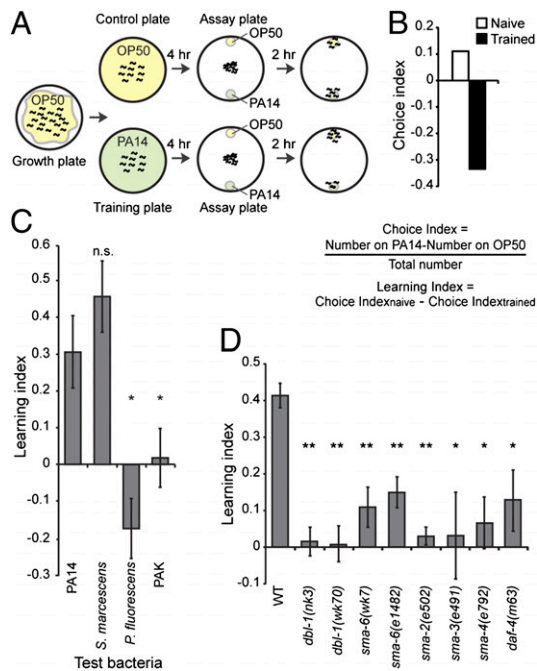 A
Control plate
Assay plate
OP50
OP50
4 hr
2 hr
PA14
OP50
Growth plate
PA14
4 hr
OP50
2 hr
PA14
Training plate
Assay plate
B
Naive
Trained
Choice index
0.2
0.1
0
-0.1
-0.2
-0.3
-0.4
Choice Index =
Number on PA14-Number on OP50
Total number
Learning Index =
Choice Indexnaive - Choice Indextrained
C
Learning index
0.6
0.5
0.4
0.3
0.2
0.1
0
-0.1
-0.2
-0.3
n.s.
*
*
PA14
S. marcescens
P. fluorescens
PAK
Test bacteria
D
Learning index
0.5
0.4
0.3
0.2
0.1
0
-0.1
** ** ** ** ** * * *
WT
dbl-1(nk3)
dbl-1(wk70)
sma-6(wk7)
sma-6(e1482)
sma-2(e502)
sma-3(e491)
sma-4(e792)
daf-4(m63)